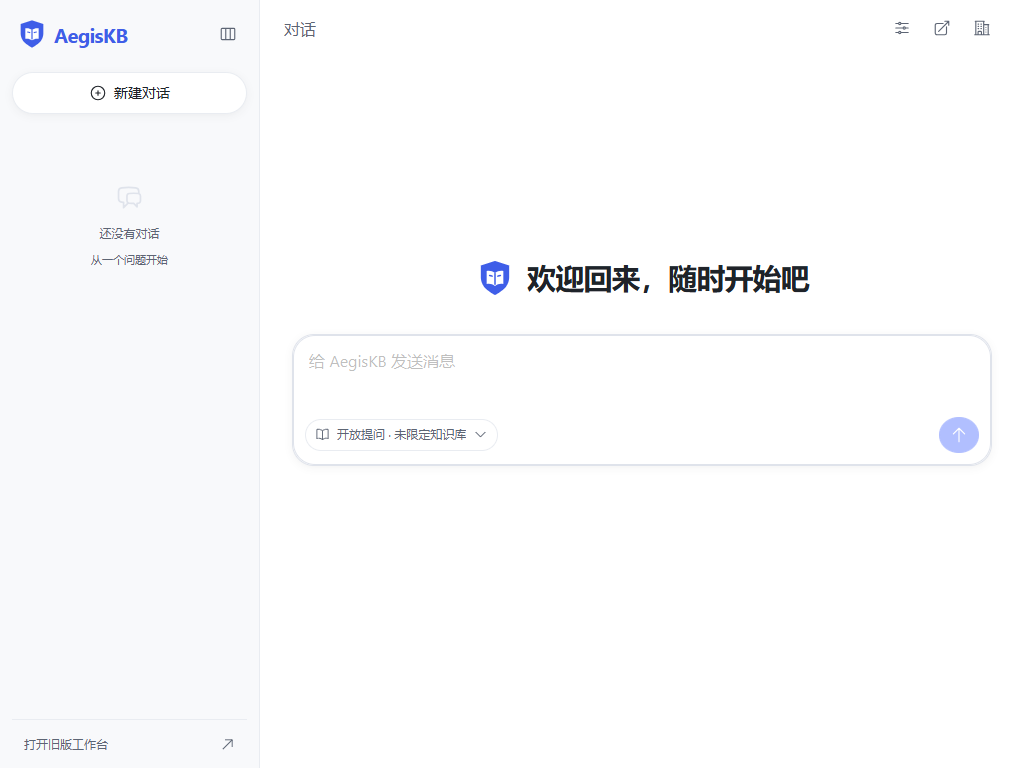 AegisKB
新建对话
还没有对话
从一个问题开始
打开旧版工作台
对话
欢迎回来，随时开始吧
给 AegisKB 发送消息
开放提问 · 未限定知识库